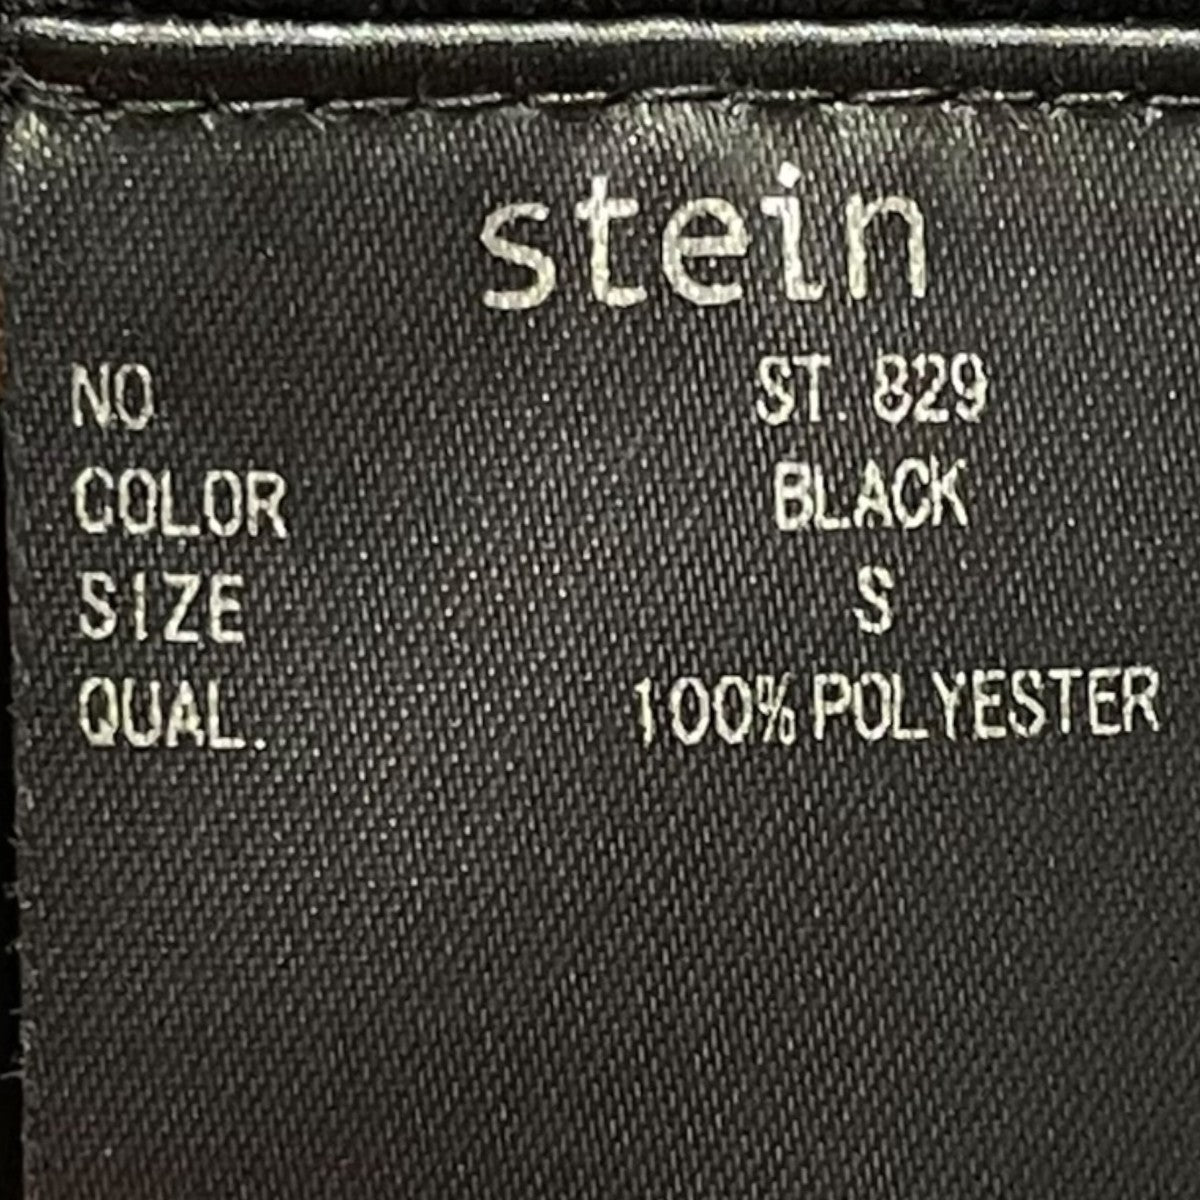 stein
NO ST. 829
COLOR BLACK
SIZE S
QUAL. 100% POLYESTER